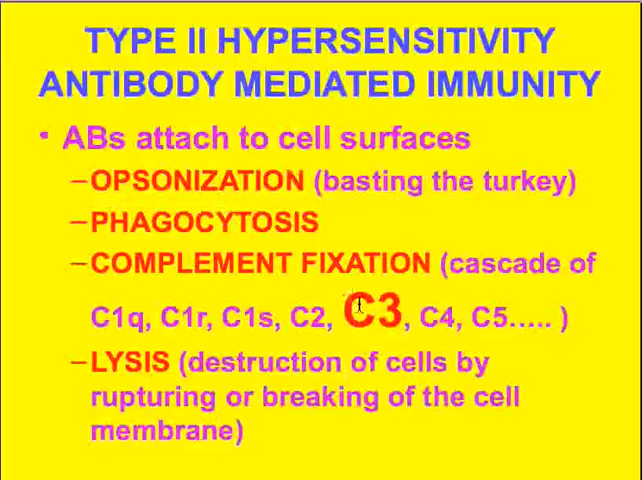 TYPE II HYPERSENSITIVITY
ANTIBODY MEDIATED IMMUNITY
• ABs attach to cell surfaces
–OPSONIZATION (basting the turkey)
–PHAGOCYTOSIS
–COMPLEMENT FIXATION (cascade of
C1q, C1r, C1s, C2, C3, C4, C5….. )
–LYSIS (destruction of cells by
rupturing or breaking of the cell
membrane)